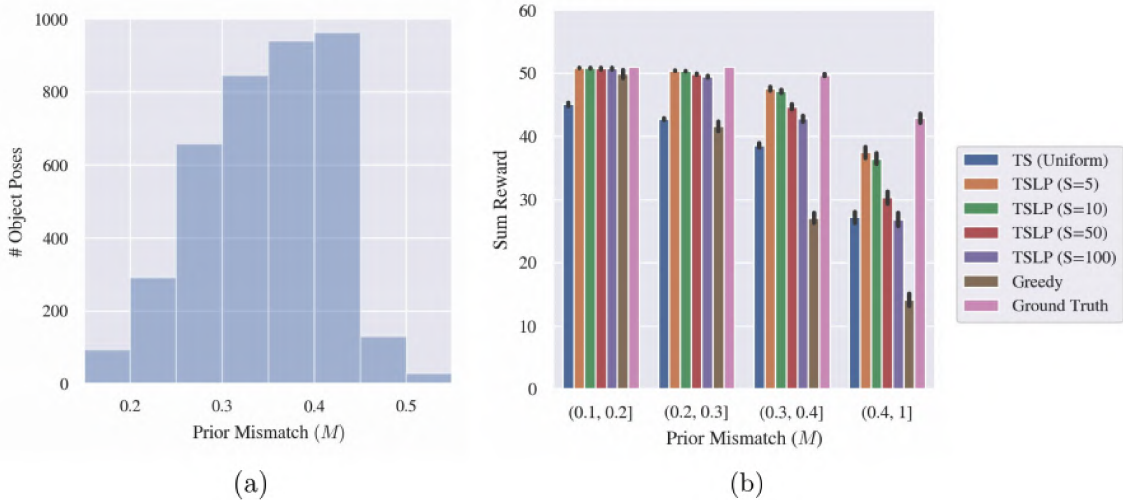 1000
800
600
400
200
0
# Object Poses
0.2
0.3
0.4
0.5
Prior Mismatch (M)
(a)
60
50
40
30
20
10
0
Sum Reward
(0.1, 0.2]
(0.2, 0.3]
(0.3, 0.4]
(0.4, 1]
Prior Mismatch (M)
(b)
TS (Uniform)
TSLP (S=5)
TSLP (S=10)
TSLP (S=50)
TSLP (S=100)
Greedy
Ground Truth